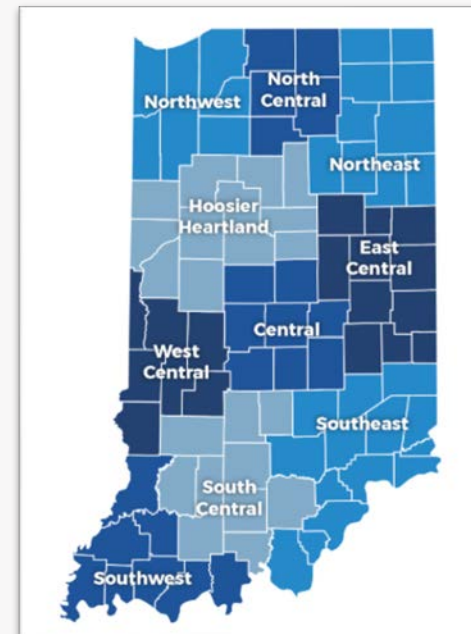 North
Central
Northwest
Northeast
Hoosier
Heartland
East
Central
Central
West
Central
Southeast
South
Central
Southwest